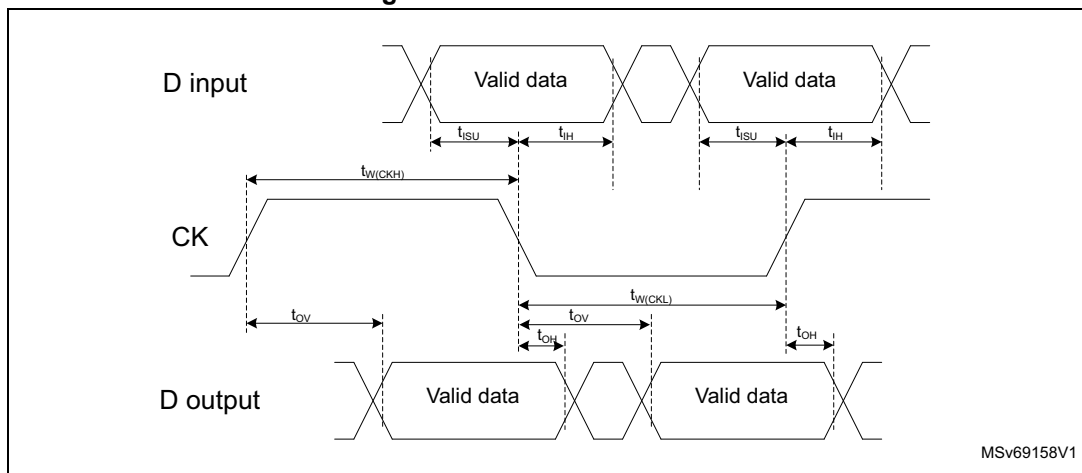 D input
Valid data
Valid data
tISU
tIH
tISU
tIH
tW(CKH)
CK
tW(CKL)
tOV
tOV
tOH
tOH
D output
Valid data
Valid data
MSv69158V1